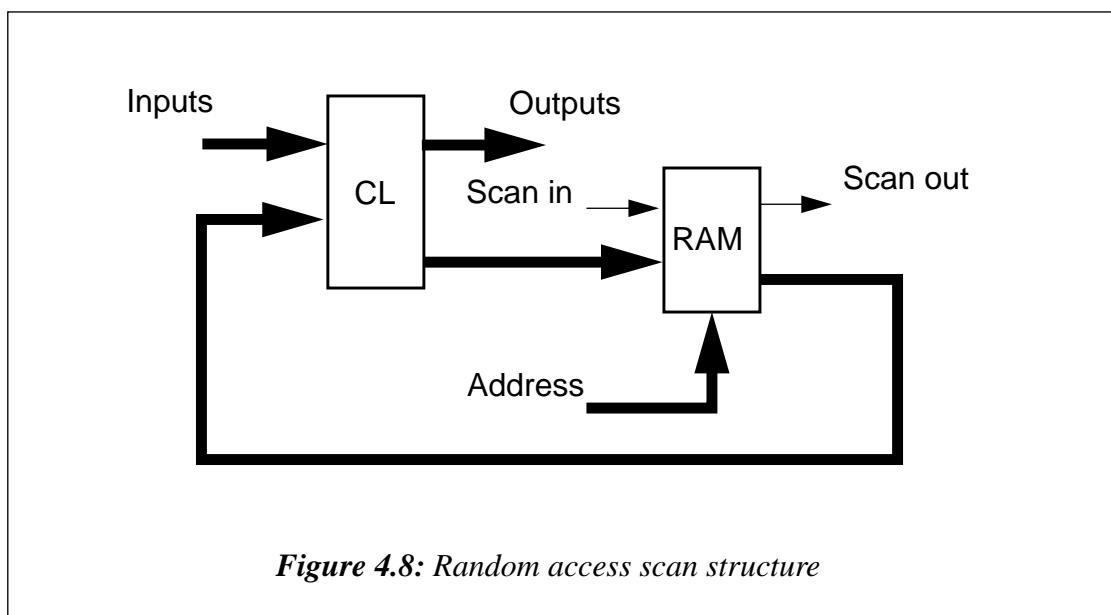 Inputs
Outputs
CL
Scan in
Scan out
RAM
Address
Figure 4.8: Random access scan structure